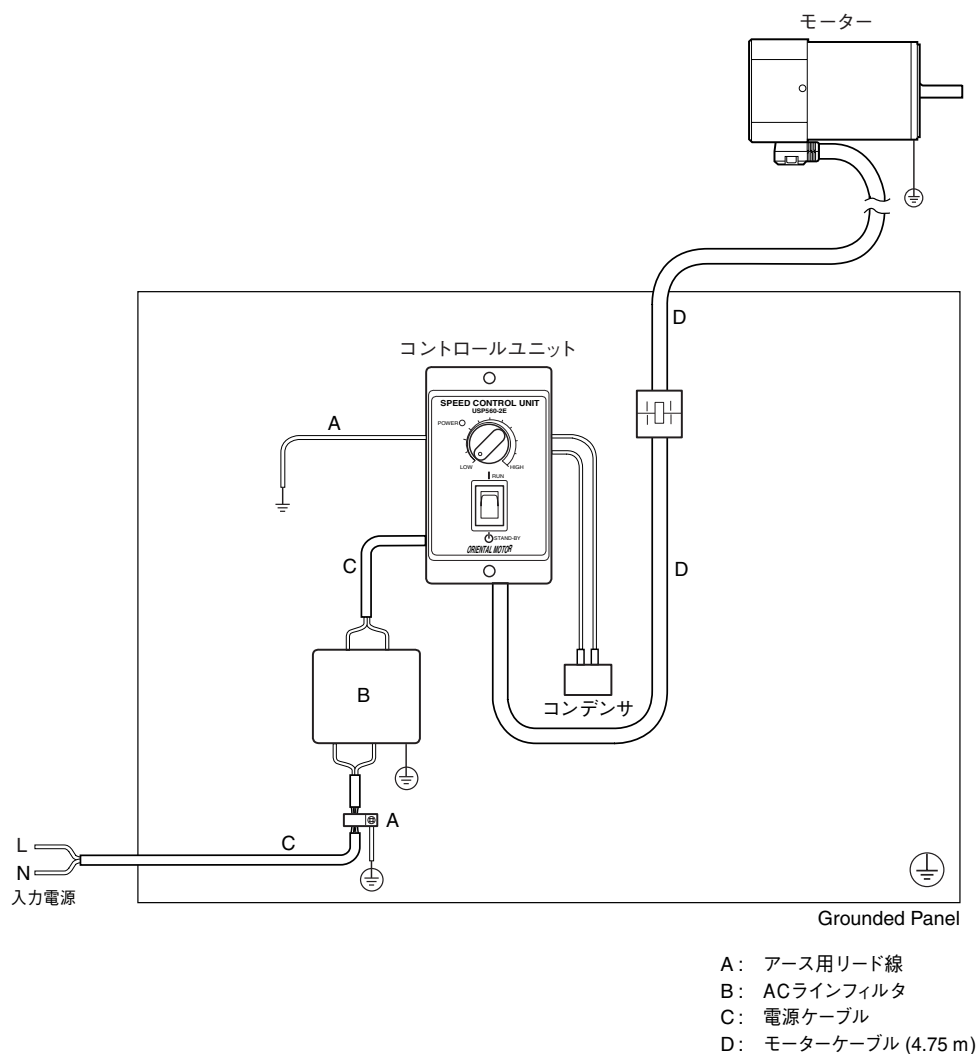 モーター
D
コントロールユニット
SPEED CONTROL UNIT
USP560-2E
POWER
LOW
HIGH
RUN
STAND-BY
ORIENTAL MOTOR
A
C
D
B
コンデンサ
A
L
N
C
入力電源
Grounded Panel
A : アース用リード線
B : ACラインフィルタ
C : 電源ケーブル
D : モーターケーブル (4.75 m)